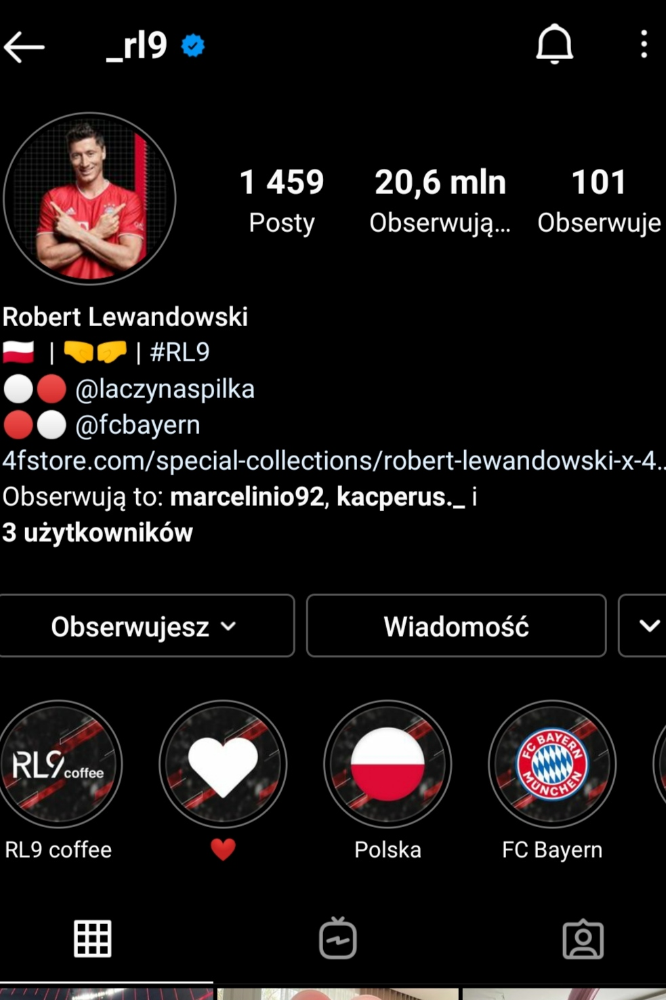 _rl9
1 459
20,6 mln
101
Posty
Obserwują...
Obserwuje
Robert Lewandowski
🇵🇱 | 🤜🤛 | #RL9
⚪🔴 @laczynaspilka
🔴⚪ @fcbayern
4fstore.com/special-collections/robert-lewandowski-x-4...
Obserwują to: marcelinio92, kacperus._ i
3 użytkowników
Obserwujesz
Wiadomość
RL9 coffee
FC BAYERN
MÜNCHEN
RL9 coffee
❤️
Polska
FC Bayern